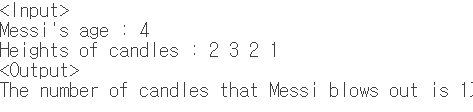 <Input>
Messi's age : 4
Heights of candles : 2 3 2 1
<Output>
The number of candles that Messi blows out is 1